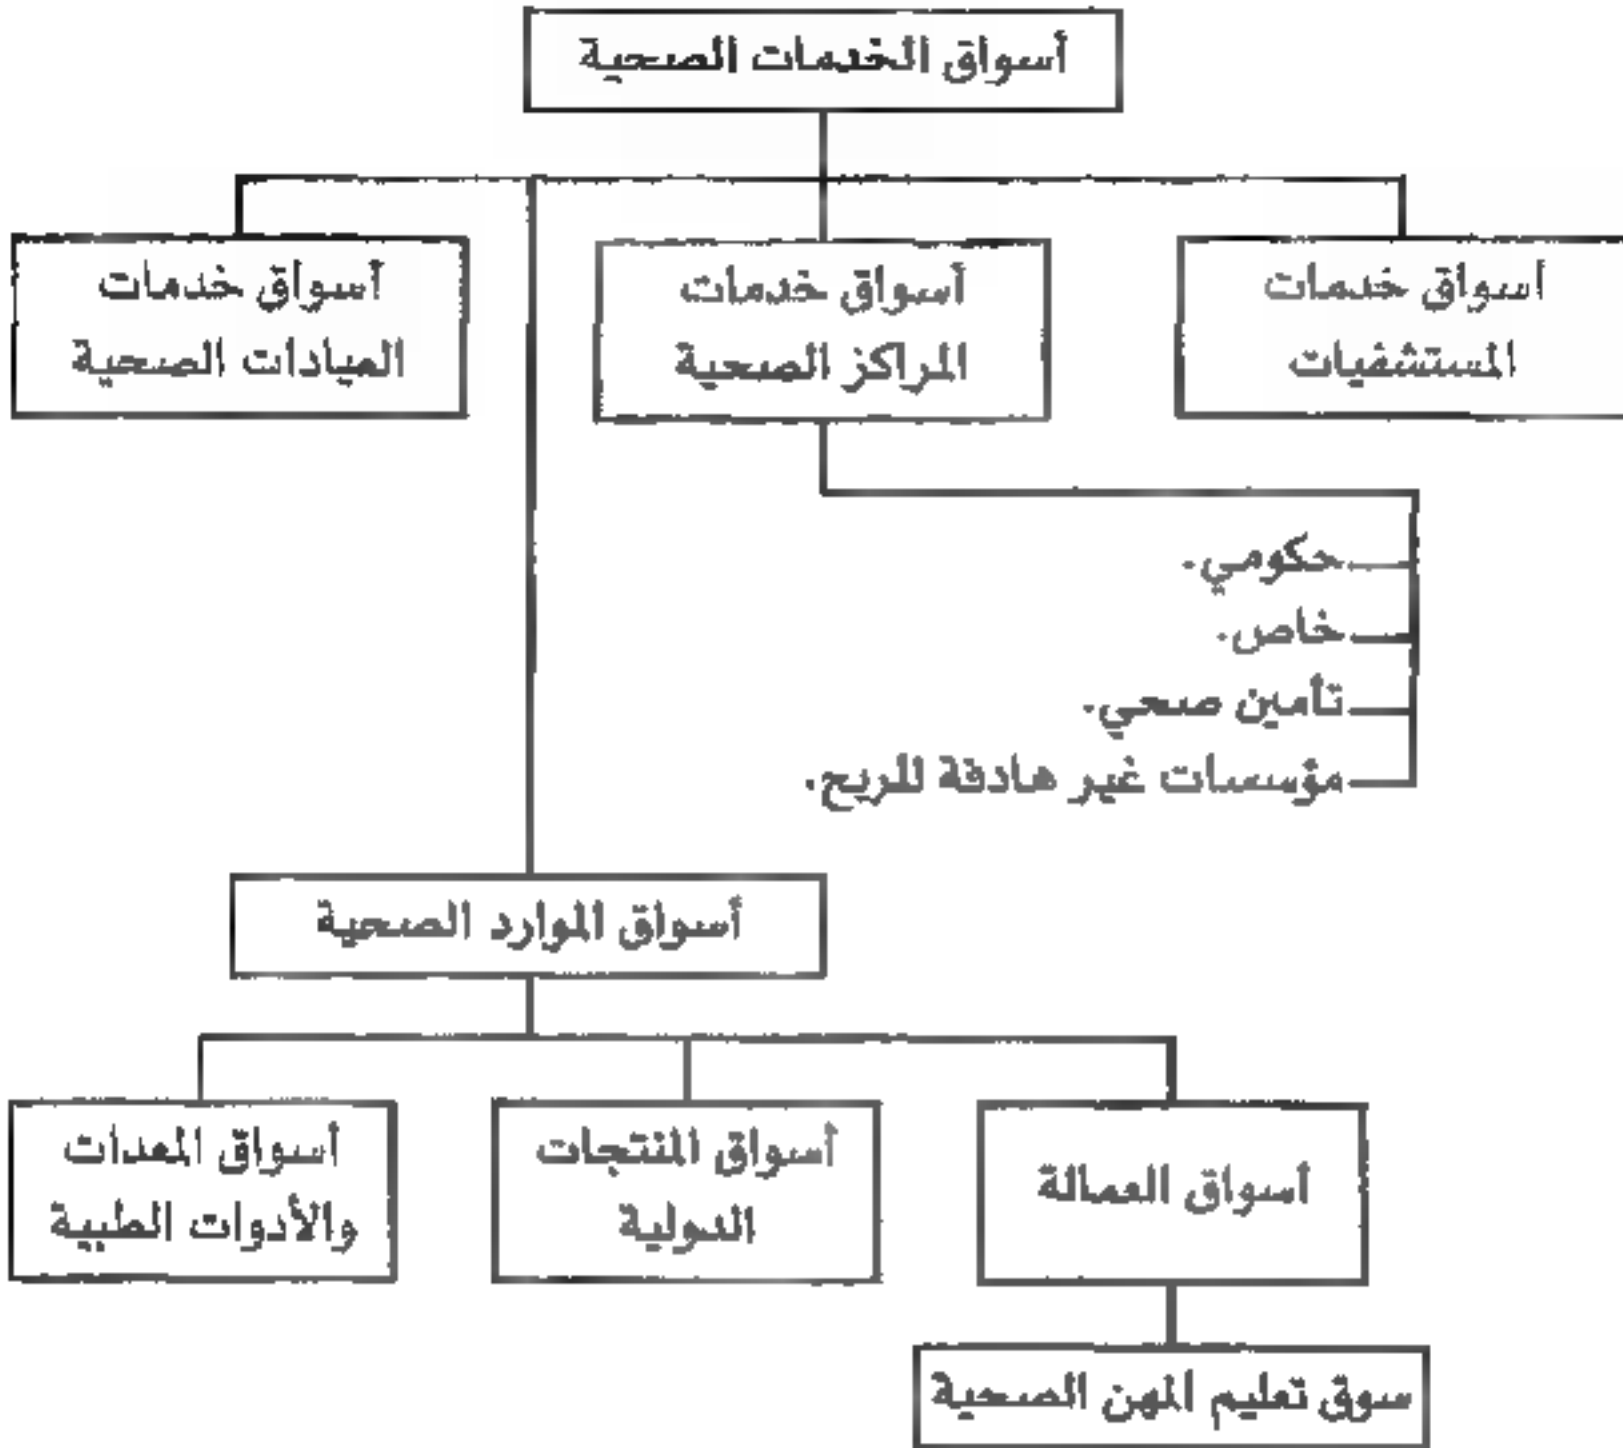 أسواق الخدمات الصحية
أسواق خدمات
المستشفيات
أسواق خدمات
المراكز الصحية
أسواق خدمات
العيادات الصحية
حكومي.
خاص.
تأمين صحي.
مؤسسات غير هادفة للربح.
أسواق الموارد الصحية
أسواق العمالة
أسواق المنتجات
الدولية
أسواق المعدات
والأدوات الطبية
سوق تعليم المهن الصحية